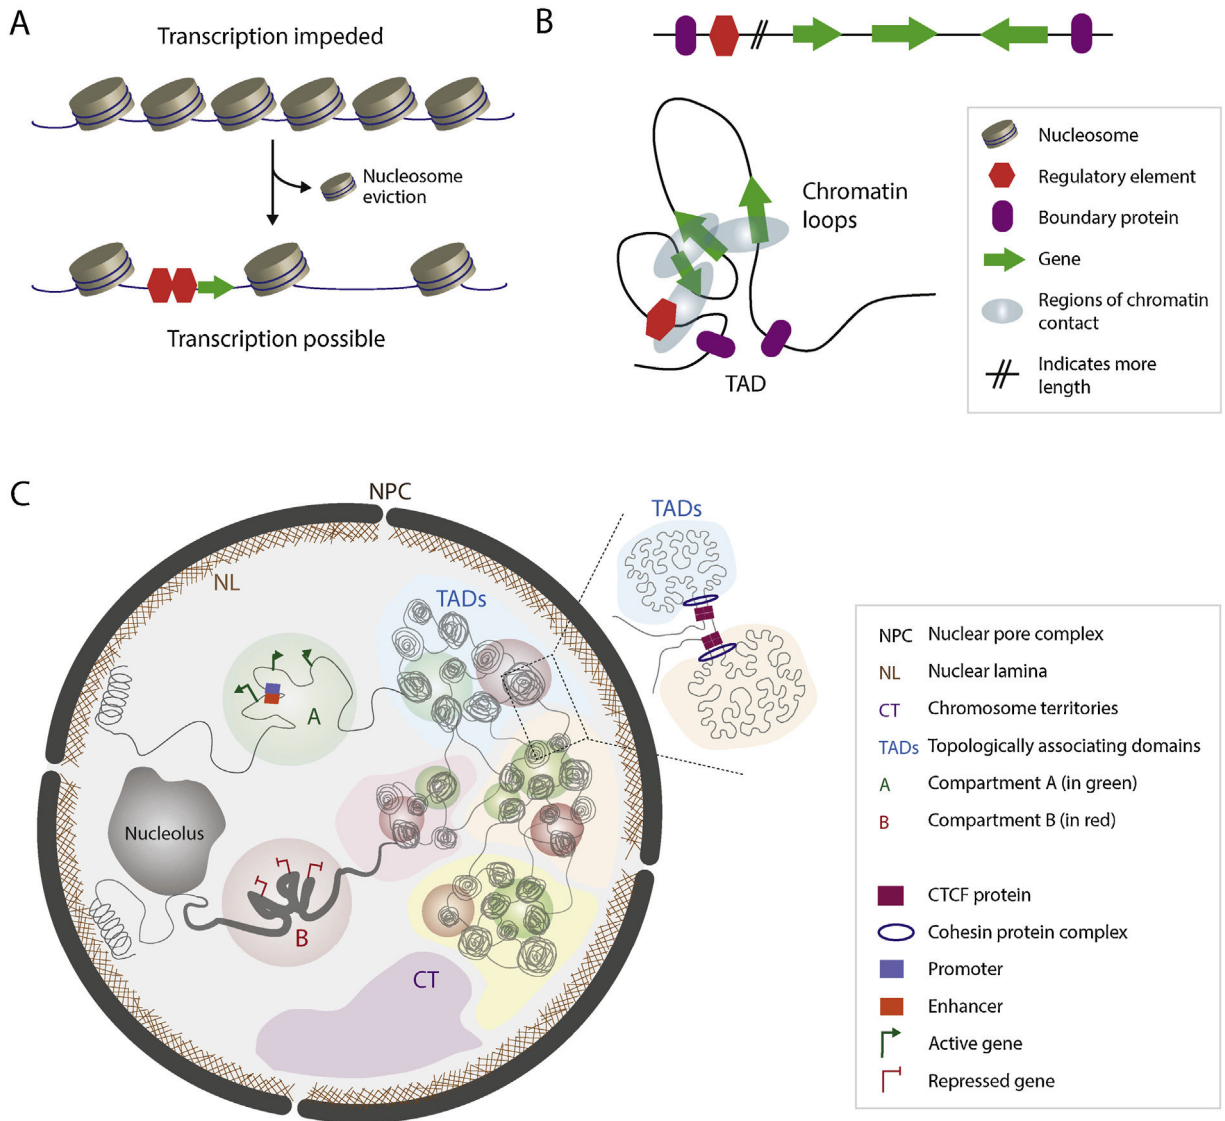 A
Transcription impeded
Nucleosome
eviction
Transcription possible
B
Chromatin
loops
TAD
Nucleosome
Regulatory element
Boundary protein
Gene
Regions of chromatin
contact
Indicates more
length
C
NPC
NL
TADs
TADs
A
Nucleolus
B
CT
NPC Nuclear pore complex
NL Nuclear lamina
CT Chromosome territories
TADs Topologically associating domains
A Compartment A (in green)
B Compartment B (in red)
CTCF protein
Cohesin protein complex
Promoter
Enhancer
Active gene
Repressed gene